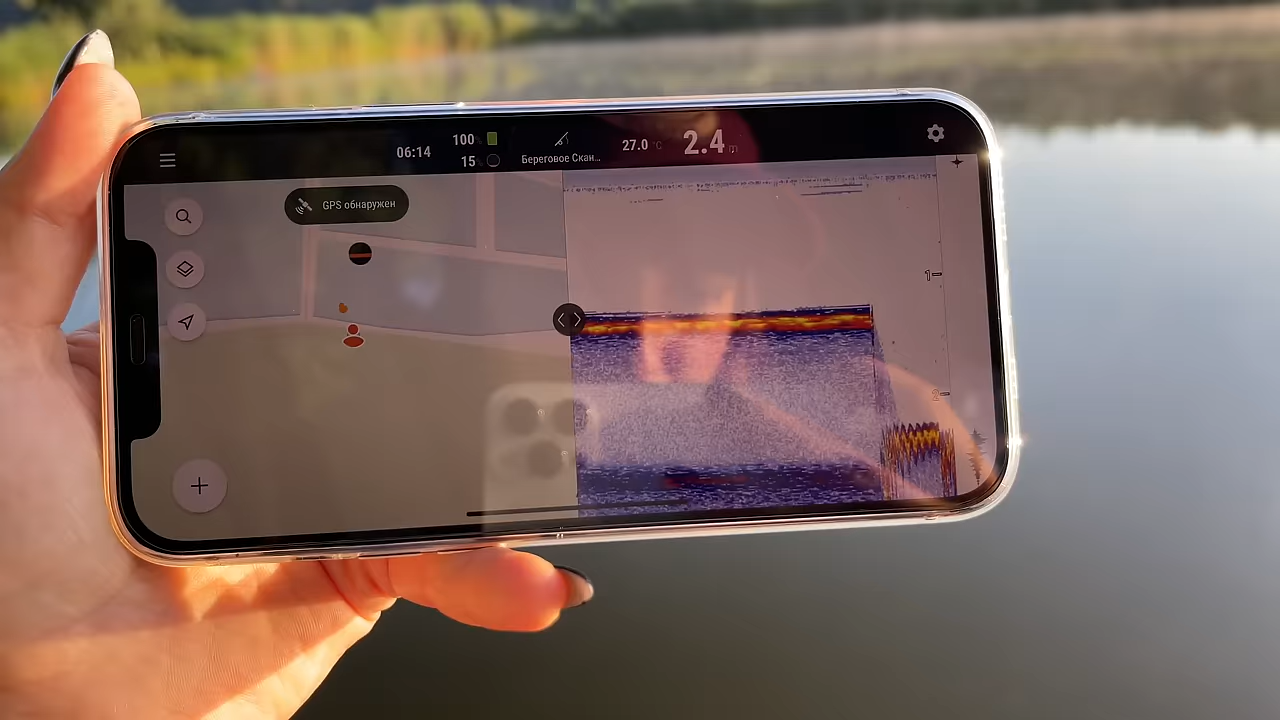 06:14
100
15
Береговое Скан...
27.0 °C
2.4 m
GPS обнаружен
1
2